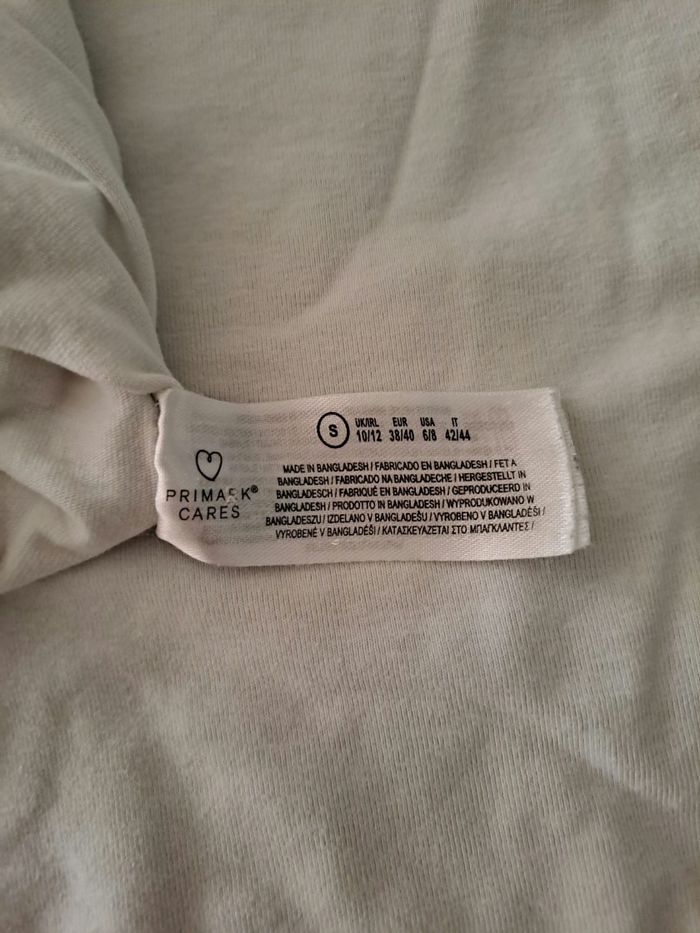 S
UK/IRL EUR USA IT
10/12 38/40 6/8 42/44
PRIMARK®
CARES
MADE IN BANGLADESH / FABRICADO EN BANGLADESH / FET A
BANGLADESH / FABRICADO NA BANGLADECHE / HERGESTELLT IN
BANGLADESCH / FABRIQUÉ EN BANGLADESH / GEPRODUCEERD IN
BANGLADESH / PRODOTTO IN BANGLADESH / WYPRODUKOWANO W
BANGLADESZU / IZDELANO V BANGLADEŠU / VYROBENO V BANGLADÉŠI /
VYROBENÉ V BANGLADÉŠI / ΚΑΤΑΣΚΕΥΑΖΕΤΑΙ ΣΤΟ ΜΠΑΓΚΛΑΝΤΕΣ /